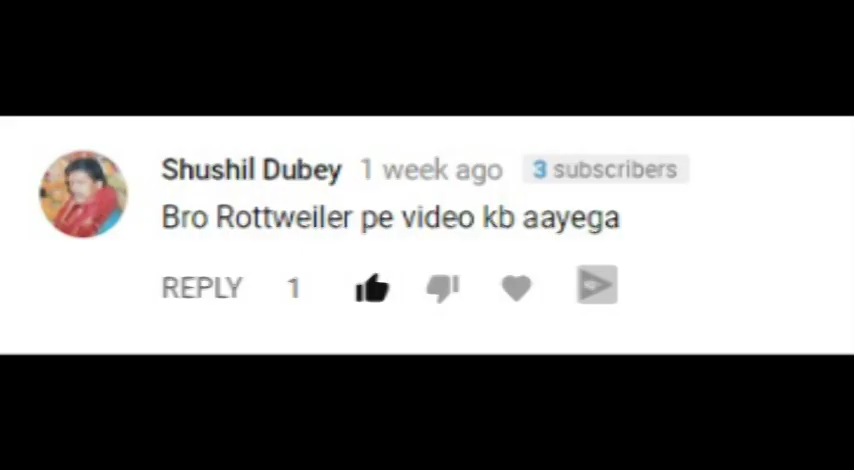 Shushil Dubey 1 week ago 3 subscribers
Bro Rottweiler pe video kb aayega
REPLY 1